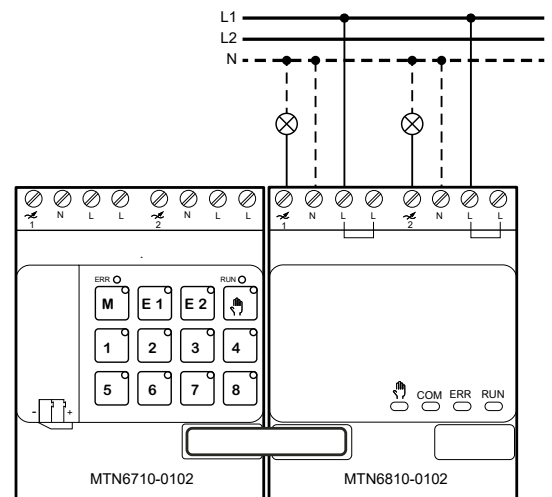 L1
L2
N
N L L N L L N L L N L L
1 2 1 2
ERR RUN
M E 1 E 2
1 2 3 4
5 6 7 8
COM ERR RUN
- +
MTN6710-0102 MTN6810-0102